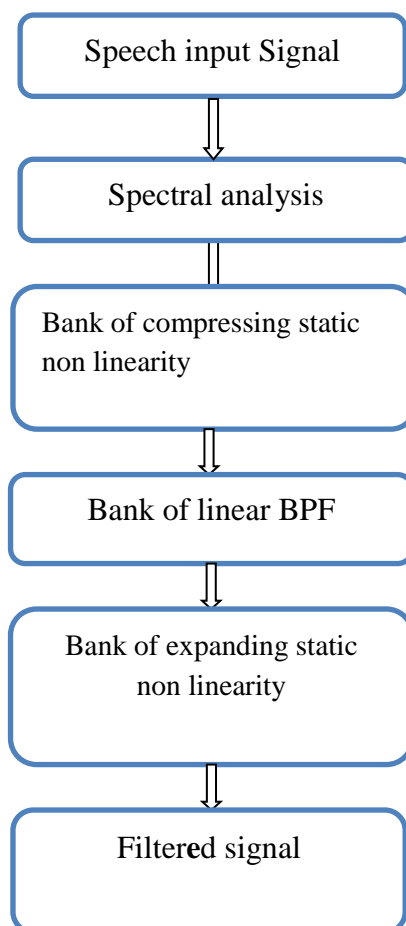 Speech input Signal
Spectral analysis
Bank of compressing static
non linearity
Bank of linear BPF
Bank of expanding static
non linearity
Filtered signal